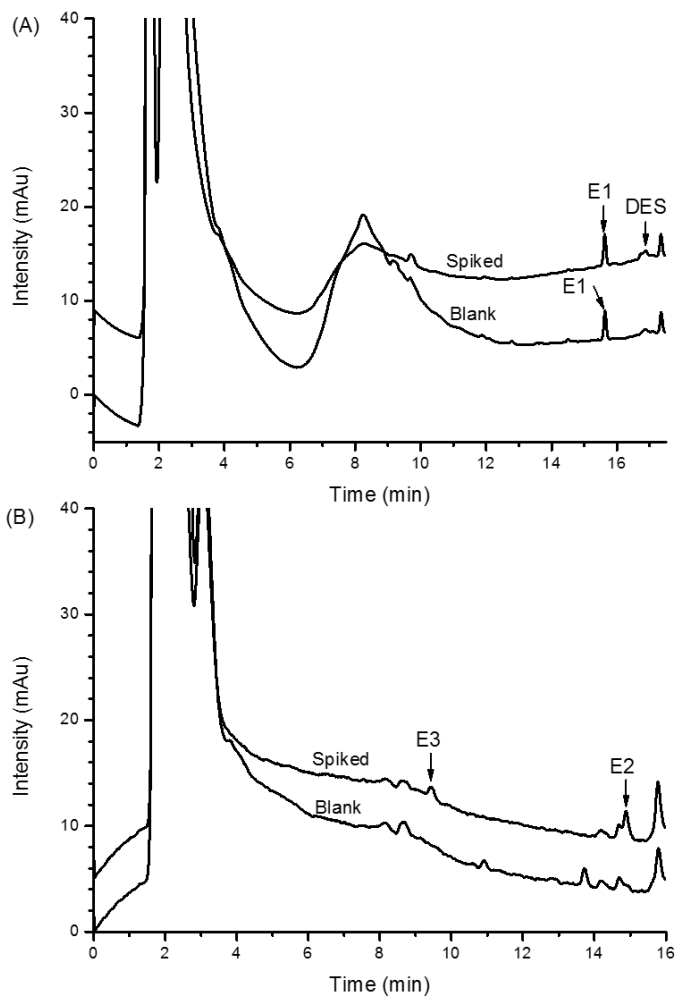 (A)
40
30
20
10
0
Intensity (mAu)
E1
DES
Spiked
E1
Blank
0 2 4 6 8 10 12 14 16
Time (min)
(B)
40
30
20
10
0
Intensity (mAu)
E3
Spiked
E2
Blank
0 2 4 6 8 10 12 14 16
Time (min)